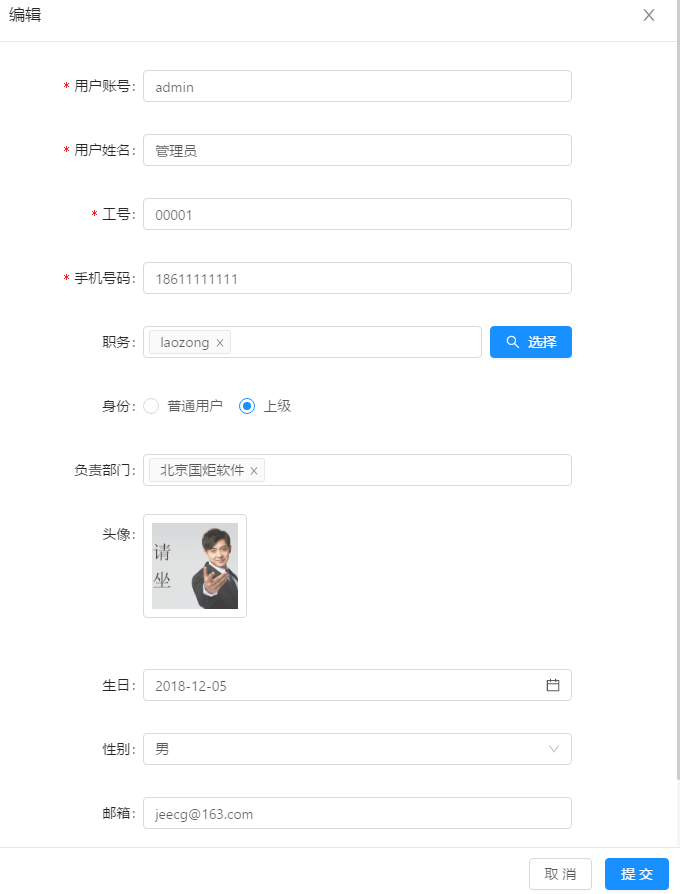 编辑
* 用户账号: admin
* 用户姓名: 管理员
* 工号: 00001
* 手机号码: 18611111111
职务: laozong × 选择
身份: 普通用户 上级
负责部门: 北京国炬软件 ×
头像:
请
坐
生日: 2018-12-05
性别: 男
邮箱: jeecg@163.com
取 消 提 交